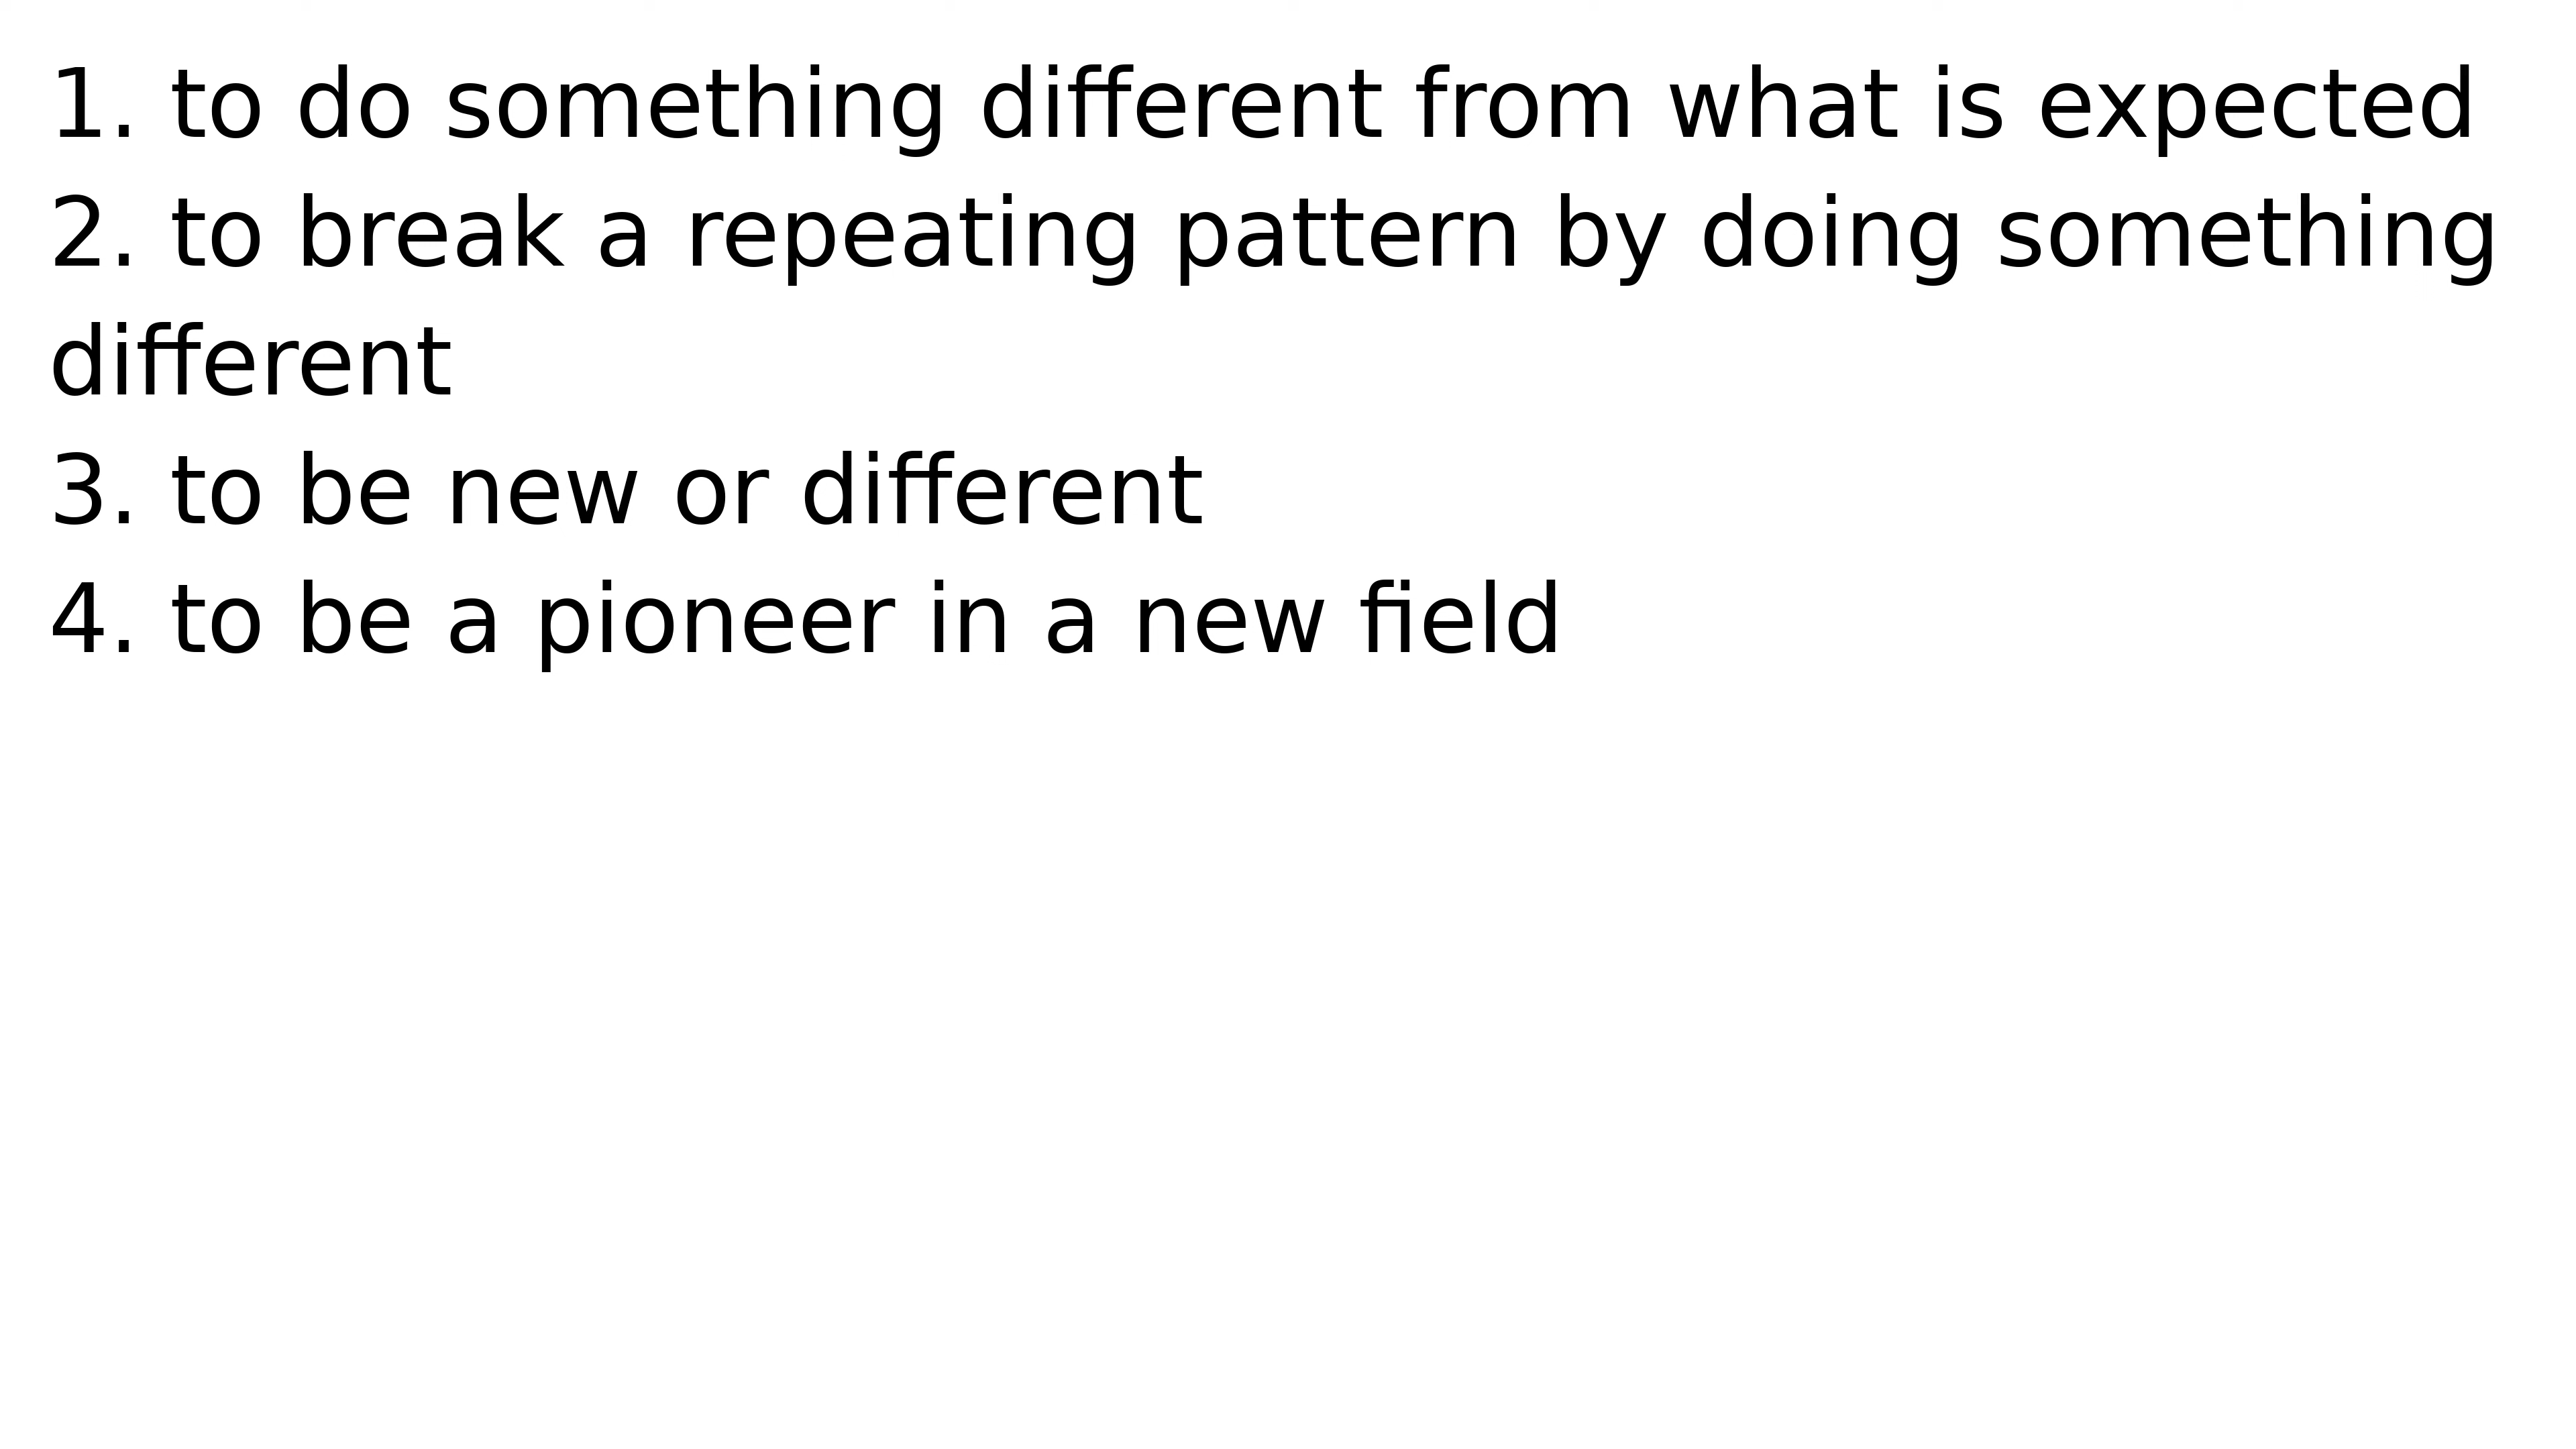 1. to do something different from what is expected
2. to break a repeating pattern by doing something
different
3. to be new or different
4. to be a pioneer in a new field